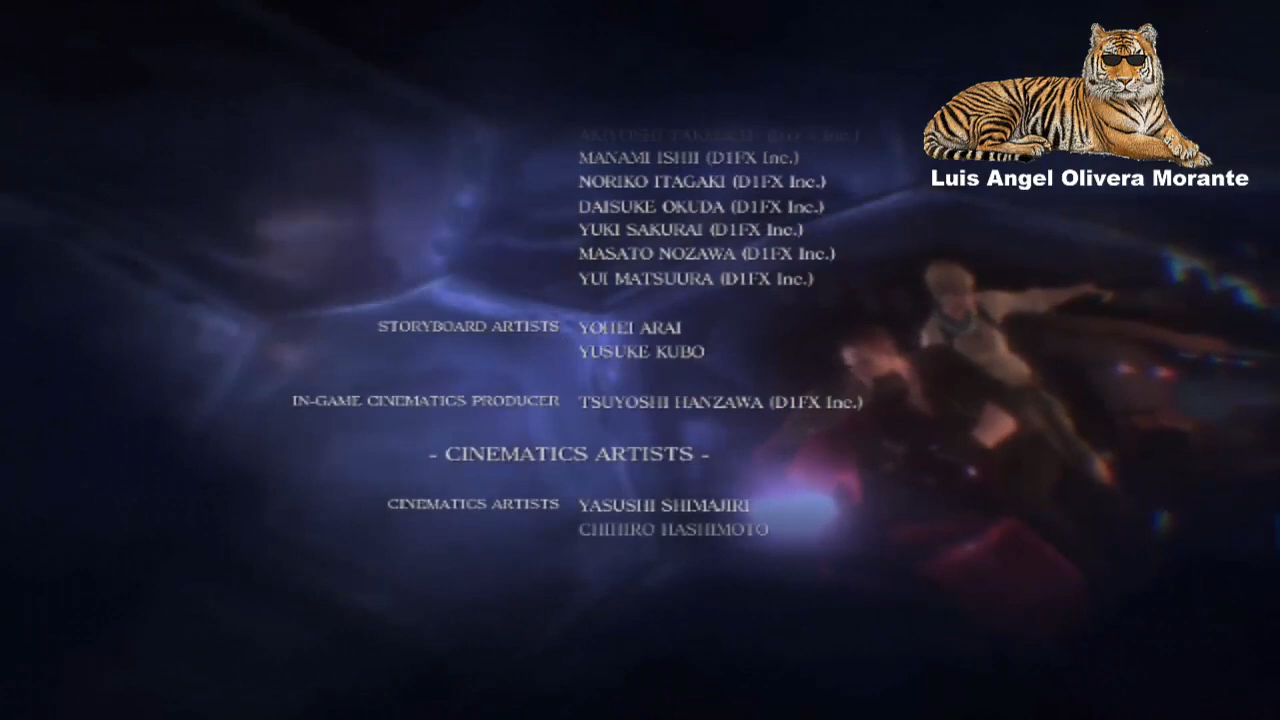 MANAMI ISHII (D1FX Inc.)
NORIKO ITAGAKI (D1FX Inc.)
DAISUKE OKUDA (D1FX Inc.)
YUKI SAKURAI (D1FX Inc.)
MASATO NOZAWA (D1FX Inc.)
YUI MATSUURA (D1FX Inc.)
STORYBOARD ARTISTS YOHEI ARAI
YUSUKE KUBO
IN-GAME CINEMATICS PRODUCER TSUYOSHI HANZAWA (D1FX Inc.)
- CINEMATICS ARTISTS -
CINEMATICS ARTISTS YASUSHI SHIMAJIRI
CHIHIRO HASHIMOTO
Luis Angel Olivera Morante